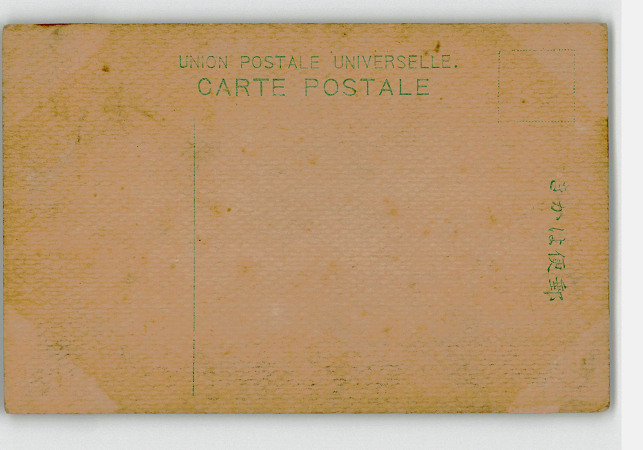 UNION POSTALE UNIVERSELLE.
CARTE POSTALE
郵便はかき